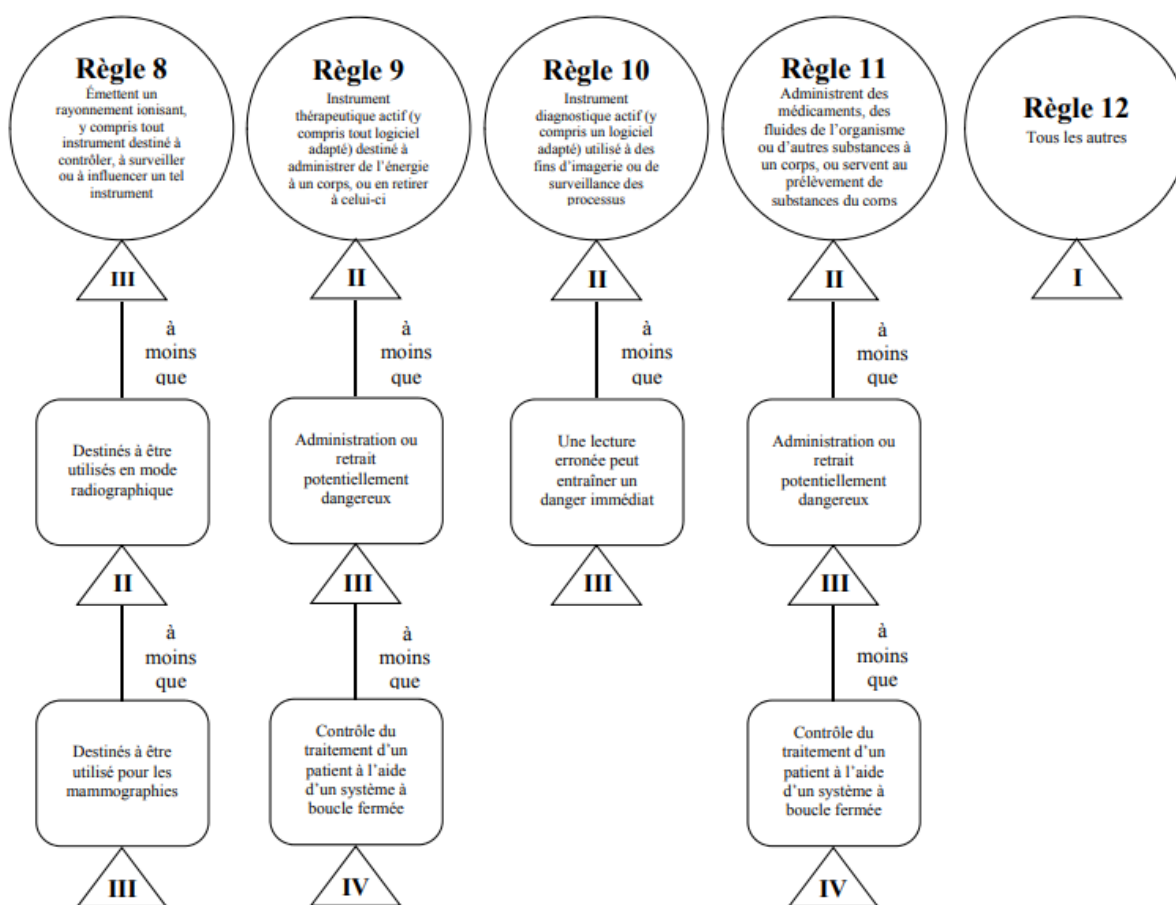 Règle 8
Émettent un
rayonnement ionisant,
y compris tout
instrument destiné à
contrôler, à surveiller
ou à influencer un tel
instrument
III
à
moins
que
Destinés à être
utilisés en mode
radiographique
II
à
moins
que
Destinés à être
utilisé pour les
mammographies
III
Règle 9
Instrument
thérapeutique actif (y
compris tout logiciel
adapté) destiné à
administrer de l'énergie
à un corps, ou en retirer
à celui-ci
II
à
moins
que
Administration ou
retrait
potentiellement
dangereux
III
à
moins
que
Contrôle du
traitement d'un
patient à l'aide
d'un système à
boucle fermée
IV
Règle 10
Instrument
diagnostique actif (y
compris un logiciel
adapté) utilisé à des
fins d'imagerie ou de
surveillance des
processus
II
à
moins
que
Une lecture
erronée peut
entraîner un
danger immédiat
III
Règle 11
Administrent des
médicaments, des
fluides de l'organisme
ou d'autres substances à
un corps, ou servent au
prélèvement de
substances du corps
II
à
moins
que
Administration ou
retrait
potentiellement
dangereux
III
à
moins
que
Contrôle du
traitement d'un
patient à l'aide
d'un système à
boucle fermée
IV
Règle 12
Tous les autres
I